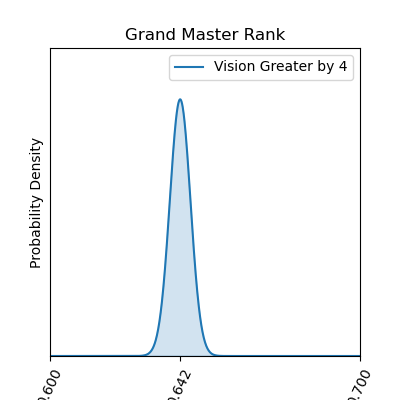 Grand Master Rank
Vision Greater by 4
Probability Density
0.600
0.642
0.700